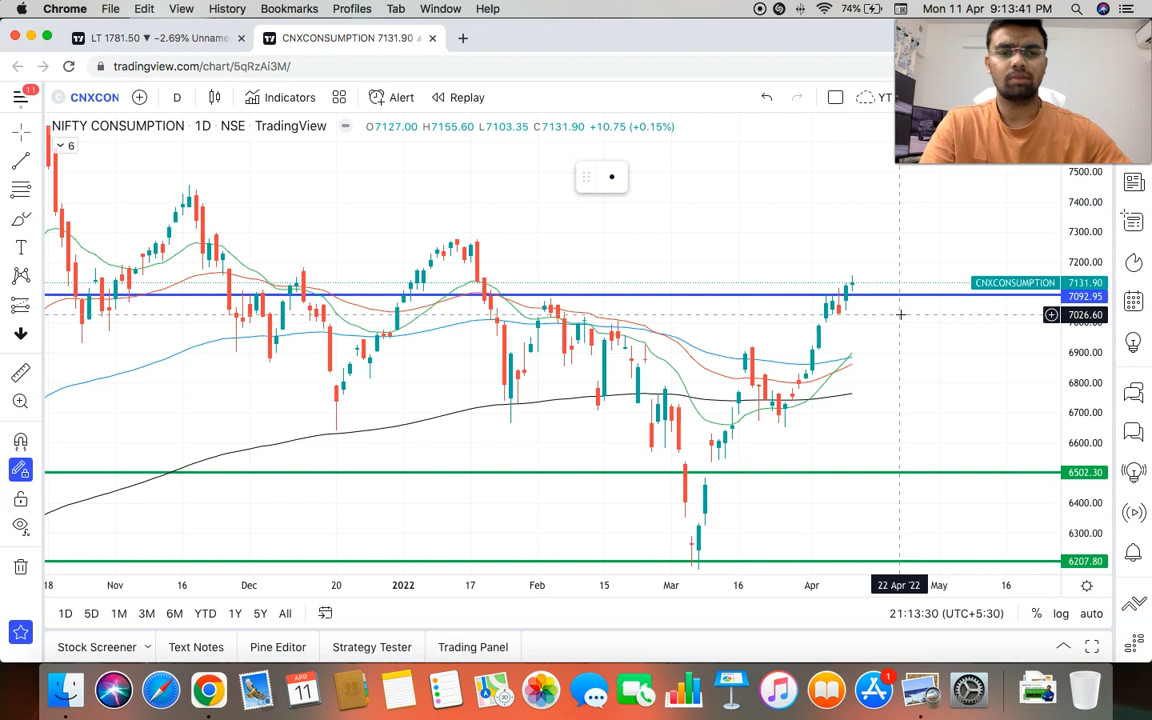 Chrome File Edit View History Bookmarks Profiles Tab Window Help 74% Mon 11 Apr 9:13:41 PM
LT 1781.50 ▼ −2.69% Unname CNXCONSUMPTION 7131.90
tradingview.com/chart/5qRzAi3M/
11 CNXCON D Indicators Alert Replay YT
NIFTY CONSUMPTION · 1D · NSE · TradingView O7127.00 H7155.60 L7103.35 C7131.90 +10.75 (+0.15%)
6
7500.00
7400.00
7300.00
7200.00
CNXCONSUMPTION 7131.90
7092.95
7026.60
6900.00
6800.00
6700.00
6600.00
6502.30
6400.00
6300.00
6207.80
18 Nov 16 Dec 20 2022 17 Feb 15 Mar 16 Apr 22 Apr '22 May 16
1D 5D 1M 3M 6M YTD 1Y 5Y All 21:13:30 (UTC+5:30) % log auto
Stock Screener Text Notes Pine Editor Strategy Tester Trading Panel
APR
11
1